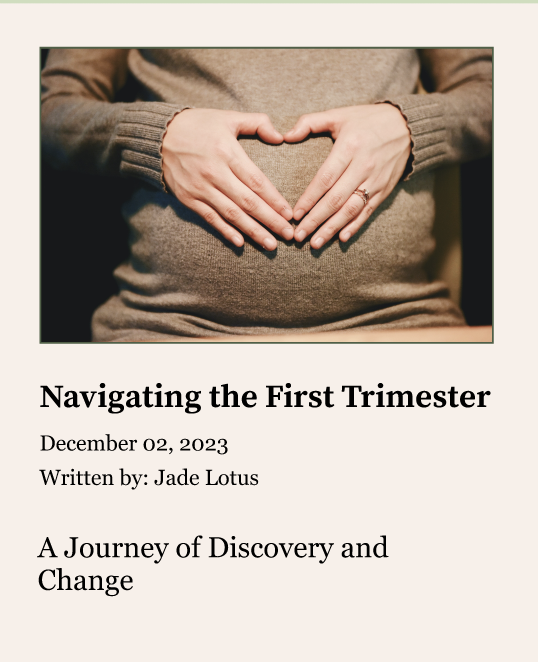 Navigating the First Trimester
December 02, 2023
Written by: Jade Lotus
A Journey of Discovery and
Change